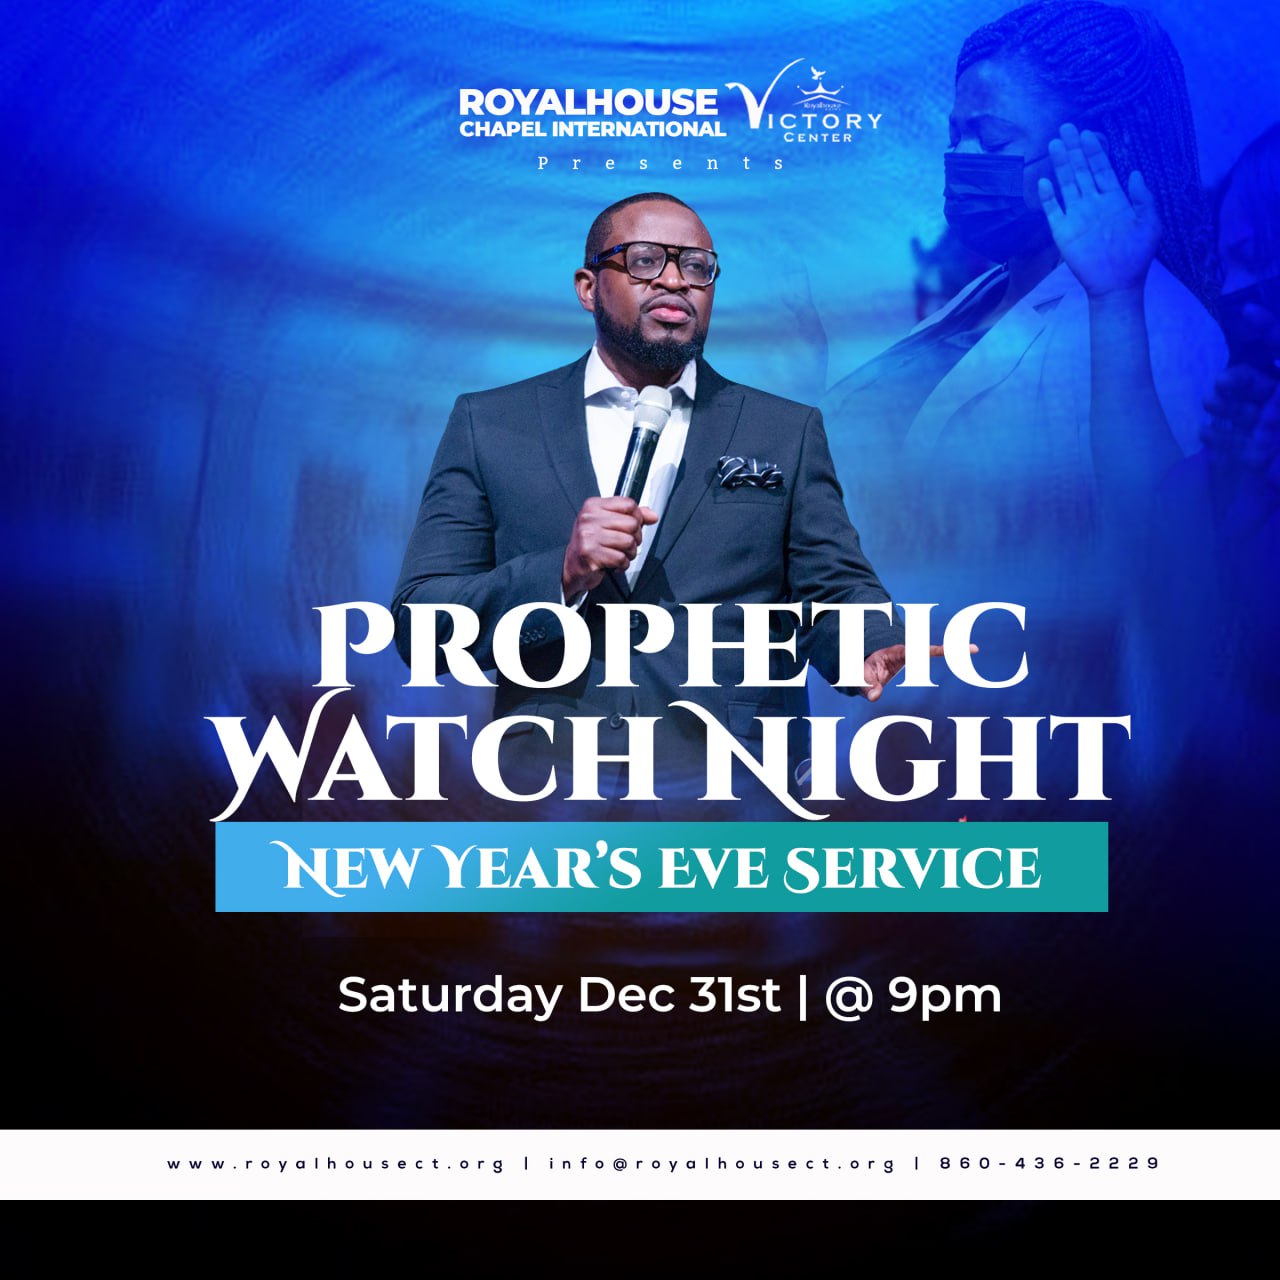 ROYALHOUSE
CHAPEL INTERNATIONAL
Royalhouse
VICTORY
CENTER
Presents
PROPHETIC
WATCH NIGHT
NEW YEAR'S EVE SERVICE
Saturday Dec 31st | @ 9pm
www.royalhousect.org | info@royalhousect.org | 860-436-2229